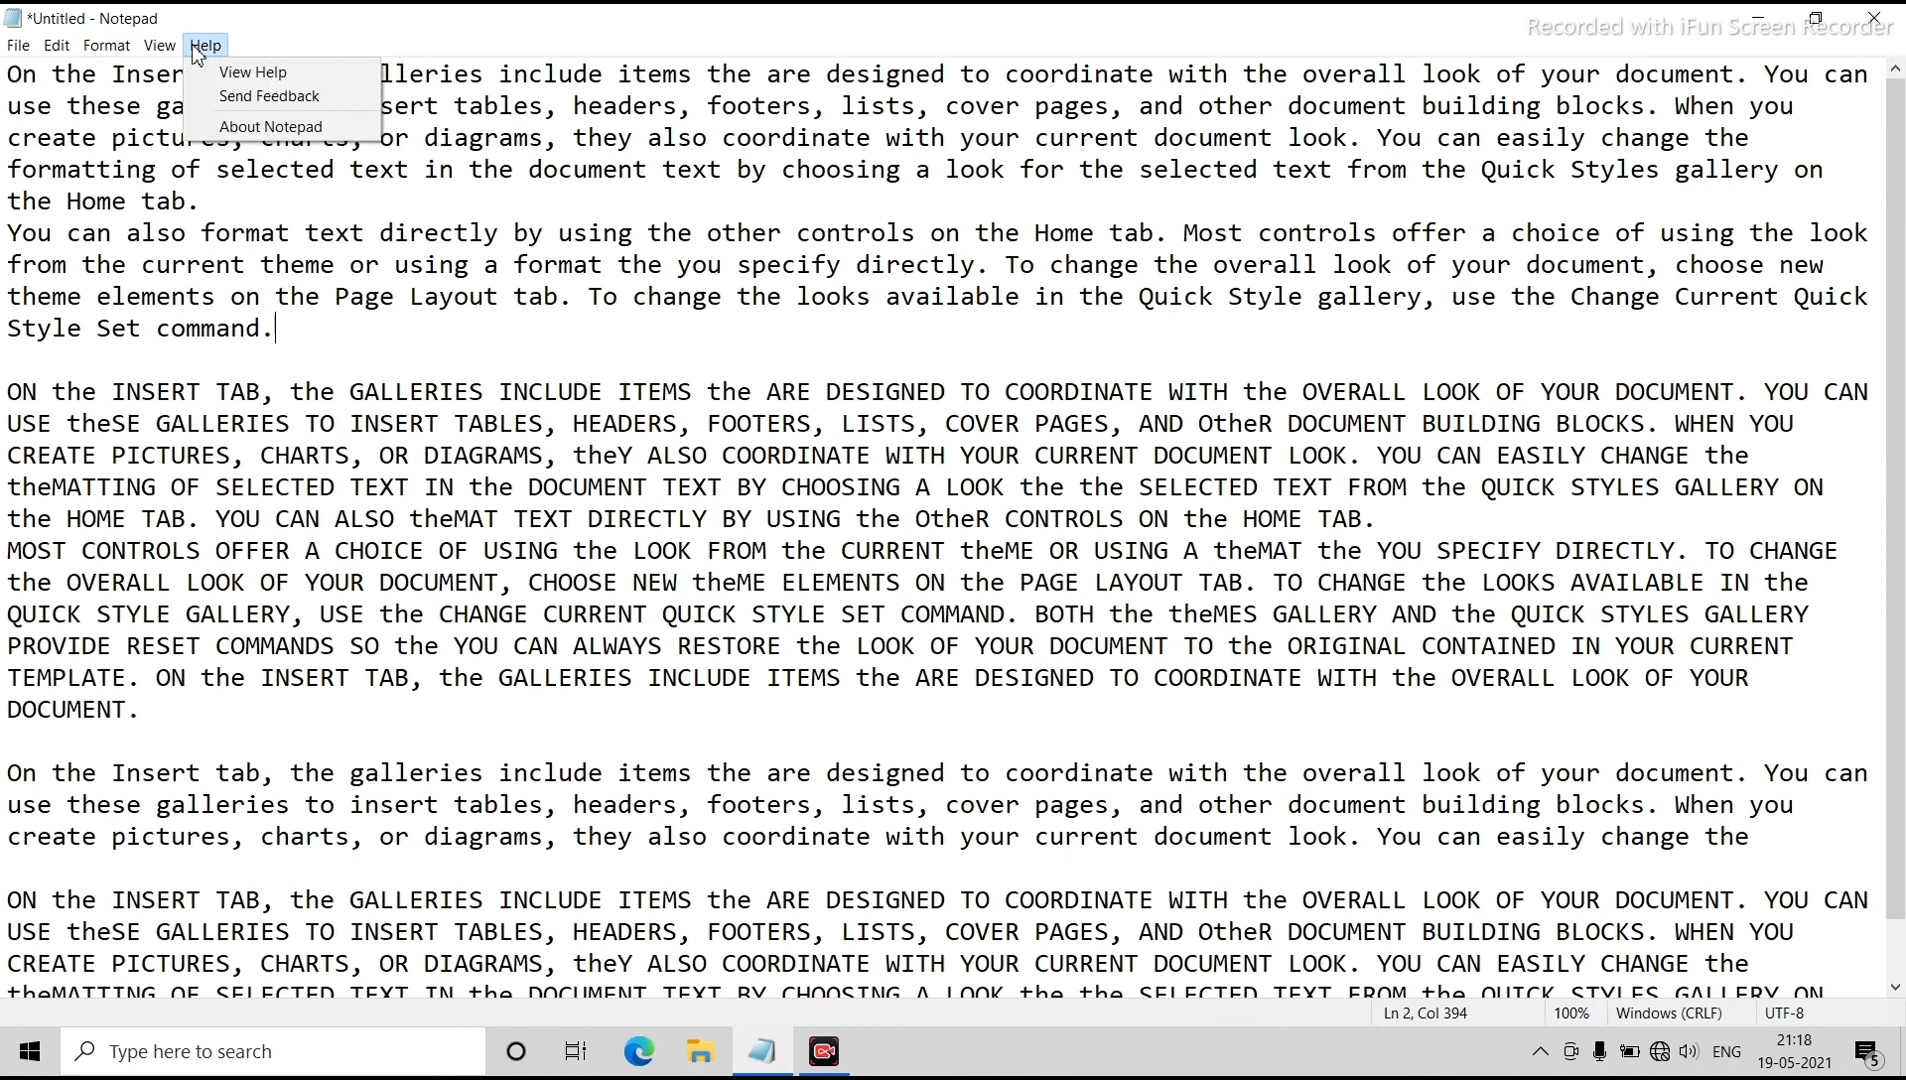 *Untitled - Notepad
Recorded with iFun Screen Recorder
File Edit Format View Help
View Help
Send Feedback
About Notepad
On the Inser lleries include items the are designed to coordinate with the overall look of your document. You can
use these ga sert tables, headers, footers, lists, cover pages, and other document building blocks. When you
create pictures, charts, or diagrams, they also coordinate with your current document look. You can easily change the
formatting of selected text in the document text by choosing a look for the selected text from the Quick Styles gallery on
the Home tab.
You can also format text directly by using the other controls on the Home tab. Most controls offer a choice of using the look
from the current theme or using a format the you specify directly. To change the overall look of your document, choose new
theme elements on the Page Layout tab. To change the looks available in the Quick Style gallery, use the Change Current Quick
Style Set command.
ON the INSERT TAB, the GALLERIES INCLUDE ITEMS the ARE DESIGNED TO COORDINATE WITH the OVERALL LOOK OF YOUR DOCUMENT. YOU CAN
USE theSE GALLERIES TO INSERT TABLES, HEADERS, FOOTERS, LISTS, COVER PAGES, AND OtheR DOCUMENT BUILDING BLOCKS. WHEN YOU
CREATE PICTURES, CHARTS, OR DIAGRAMS, theY ALSO COORDINATE WITH YOUR CURRENT DOCUMENT LOOK. YOU CAN EASILY CHANGE the
theMATTING OF SELECTED TEXT IN the DOCUMENT TEXT BY CHOOSING A LOOK the the SELECTED TEXT FROM the QUICK STYLES GALLERY ON
the HOME TAB. YOU CAN ALSO theMAT TEXT DIRECTLY BY USING the OtheR CONTROLS ON the HOME TAB.
MOST CONTROLS OFFER A CHOICE OF USING the LOOK FROM the CURRENT theME OR USING A theMAT the YOU SPECIFY DIRECTLY. TO CHANGE
the OVERALL LOOK OF YOUR DOCUMENT, CHOOSE NEW theME ELEMENTS ON the PAGE LAYOUT TAB. TO CHANGE the LOOKS AVAILABLE IN the
QUICK STYLE GALLERY, USE the CHANGE CURRENT QUICK STYLE SET COMMAND. BOTH the theMES GALLERY AND the QUICK STYLES GALLERY
PROVIDE RESET COMMANDS SO the YOU CAN ALWAYS RESTORE the LOOK OF YOUR DOCUMENT TO the ORIGINAL CONTAINED IN YOUR CURRENT
TEMPLATE. ON the INSERT TAB, the GALLERIES INCLUDE ITEMS the ARE DESIGNED TO COORDINATE WITH the OVERALL LOOK OF YOUR
DOCUMENT.
On the Insert tab, the galleries include items the are designed to coordinate with the overall look of your document. You can
use these galleries to insert tables, headers, footers, lists, cover pages, and other document building blocks. When you
create pictures, charts, or diagrams, they also coordinate with your current document look. You can easily change the
ON the INSERT TAB, the GALLERIES INCLUDE ITEMS the ARE DESIGNED TO COORDINATE WITH the OVERALL LOOK OF YOUR DOCUMENT. YOU CAN
USE theSE GALLERIES TO INSERT TABLES, HEADERS, FOOTERS, LISTS, COVER PAGES, AND OtheR DOCUMENT BUILDING BLOCKS. WHEN YOU
CREATE PICTURES, CHARTS, OR DIAGRAMS, theY ALSO COORDINATE WITH YOUR CURRENT DOCUMENT LOOK. YOU CAN EASILY CHANGE the
theMATTING OF SELECTED TEXT IN the DOCUMENT TEXT BY CHOOSING A LOOK the the SELECTED TEXT FROM the QUICK STYLES GALLERY ON
Ln 2, Col 394 100% Windows (CRLF) UTF-8
Type here to search
ENG
21:18
19-05-2021
5